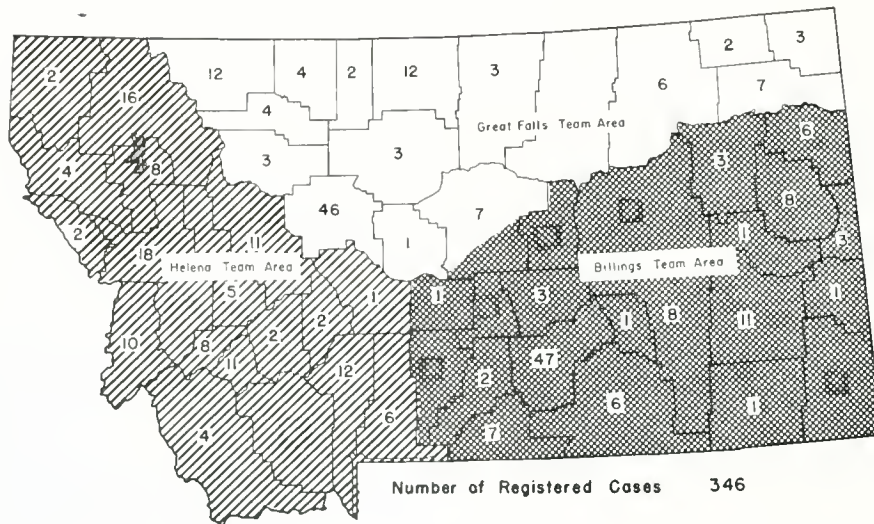 2 12 4 2 12 3 2 3
16 6 7
4
Great Falls Team Area
4 8 3 3 6
3
46 7 8
2 1 1
18 11 3
Helena Team Area Billings Team Area
5 1 1 3 1
10 8 2 2 1 8 11
11 12 47
2
4 6 6 1
7
Number of Registered Cases 346